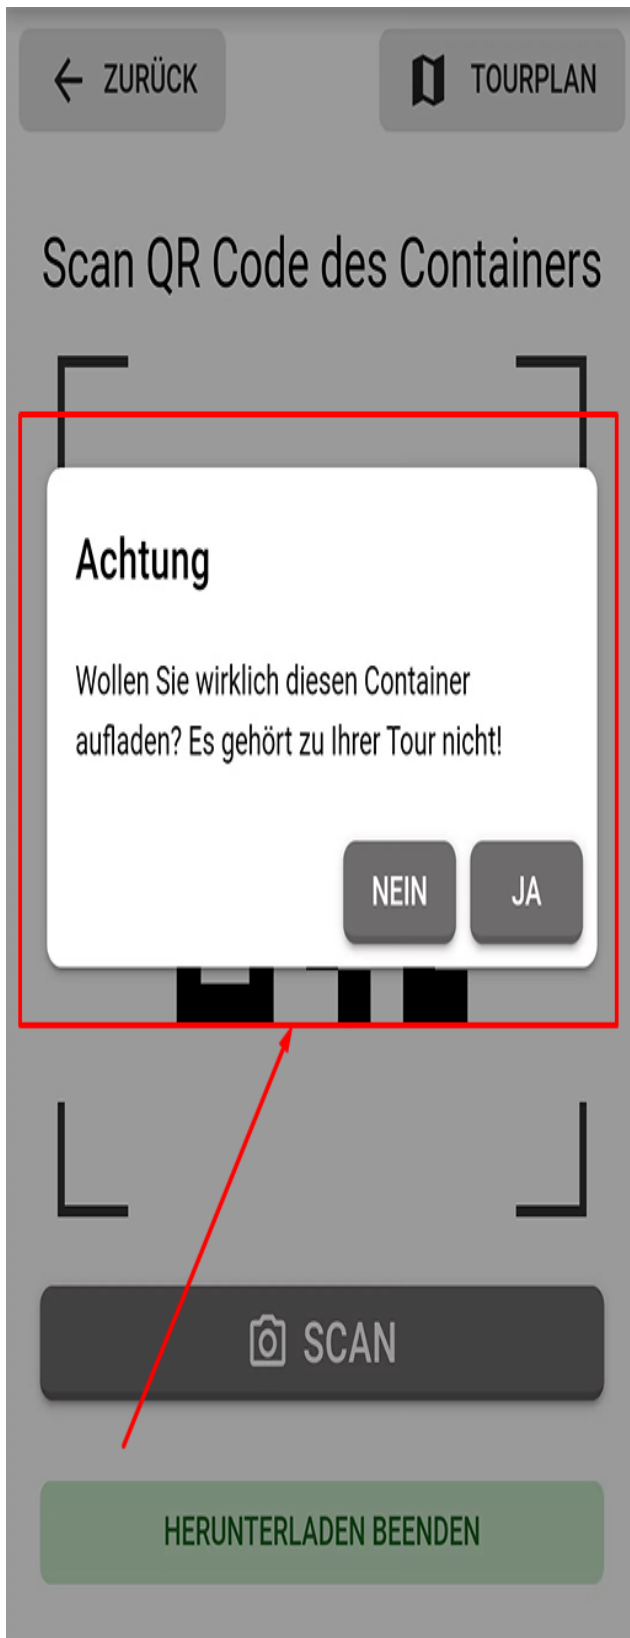 ZURÜCK
TOURPLAN
Scan QR Code des Containers
Achtung
Wollen Sie wirklich diesen Container
aufladen? Es gehört zu Ihrer Tour nicht!
NEIN
JA
SCAN
HERUNTERLADEN BEENDEN